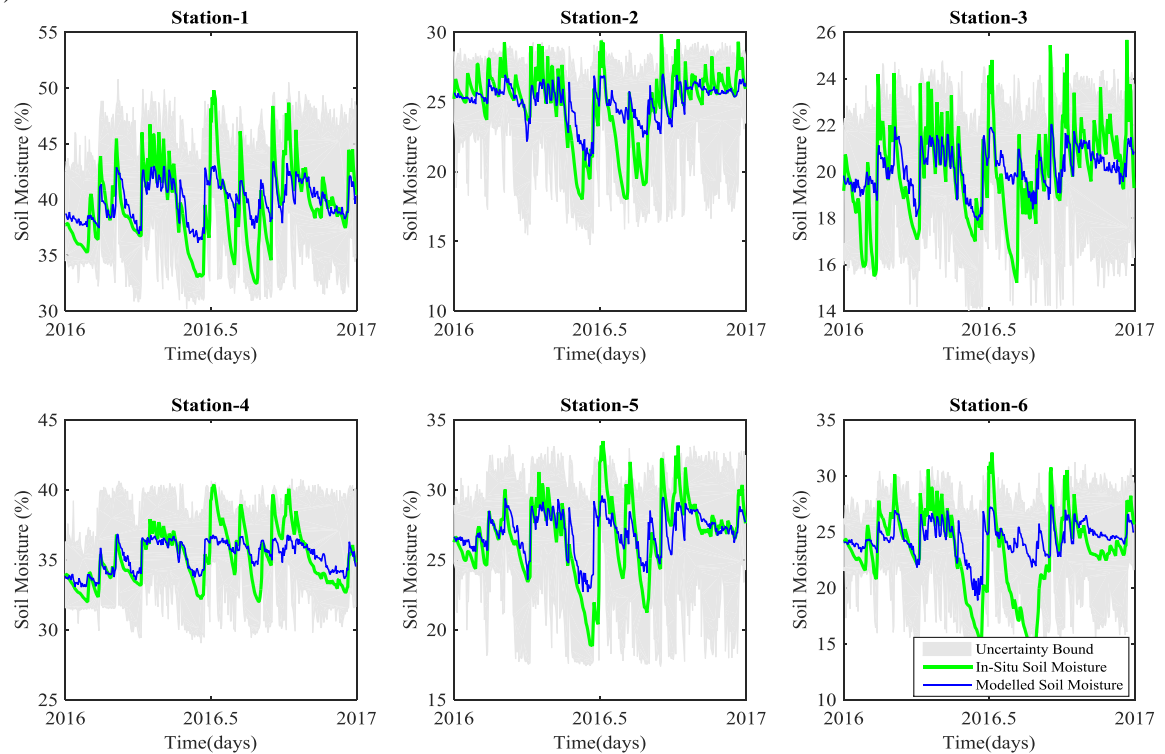 )
Station-1
Station-2
Station-3
55
50
45
40
35
30
Soil Moisture (%)
2016
2016.5
2017
Time(days)
30
25
20
15
10
Soil Moisture (%)
2016
2016.5
2017
Time(days)
26
24
22
20
18
16
14
Soil Moisture (%)
2016
2016.5
2017
Time(days)
Station-4
Station-5
Station-6
45
40
35
30
25
Soil Moisture (%)
2016
2016.5
2017
Time(days)
35
30
25
20
15
Soil Moisture (%)
2016
2016.5
2017
Time(days)
35
30
25
20
15
10
Soil Moisture (%)
2016
2016.5
2017
Time(days)
Uncertainty Bound
In-Situ Soil Moisture
Modelled Soil Moisture